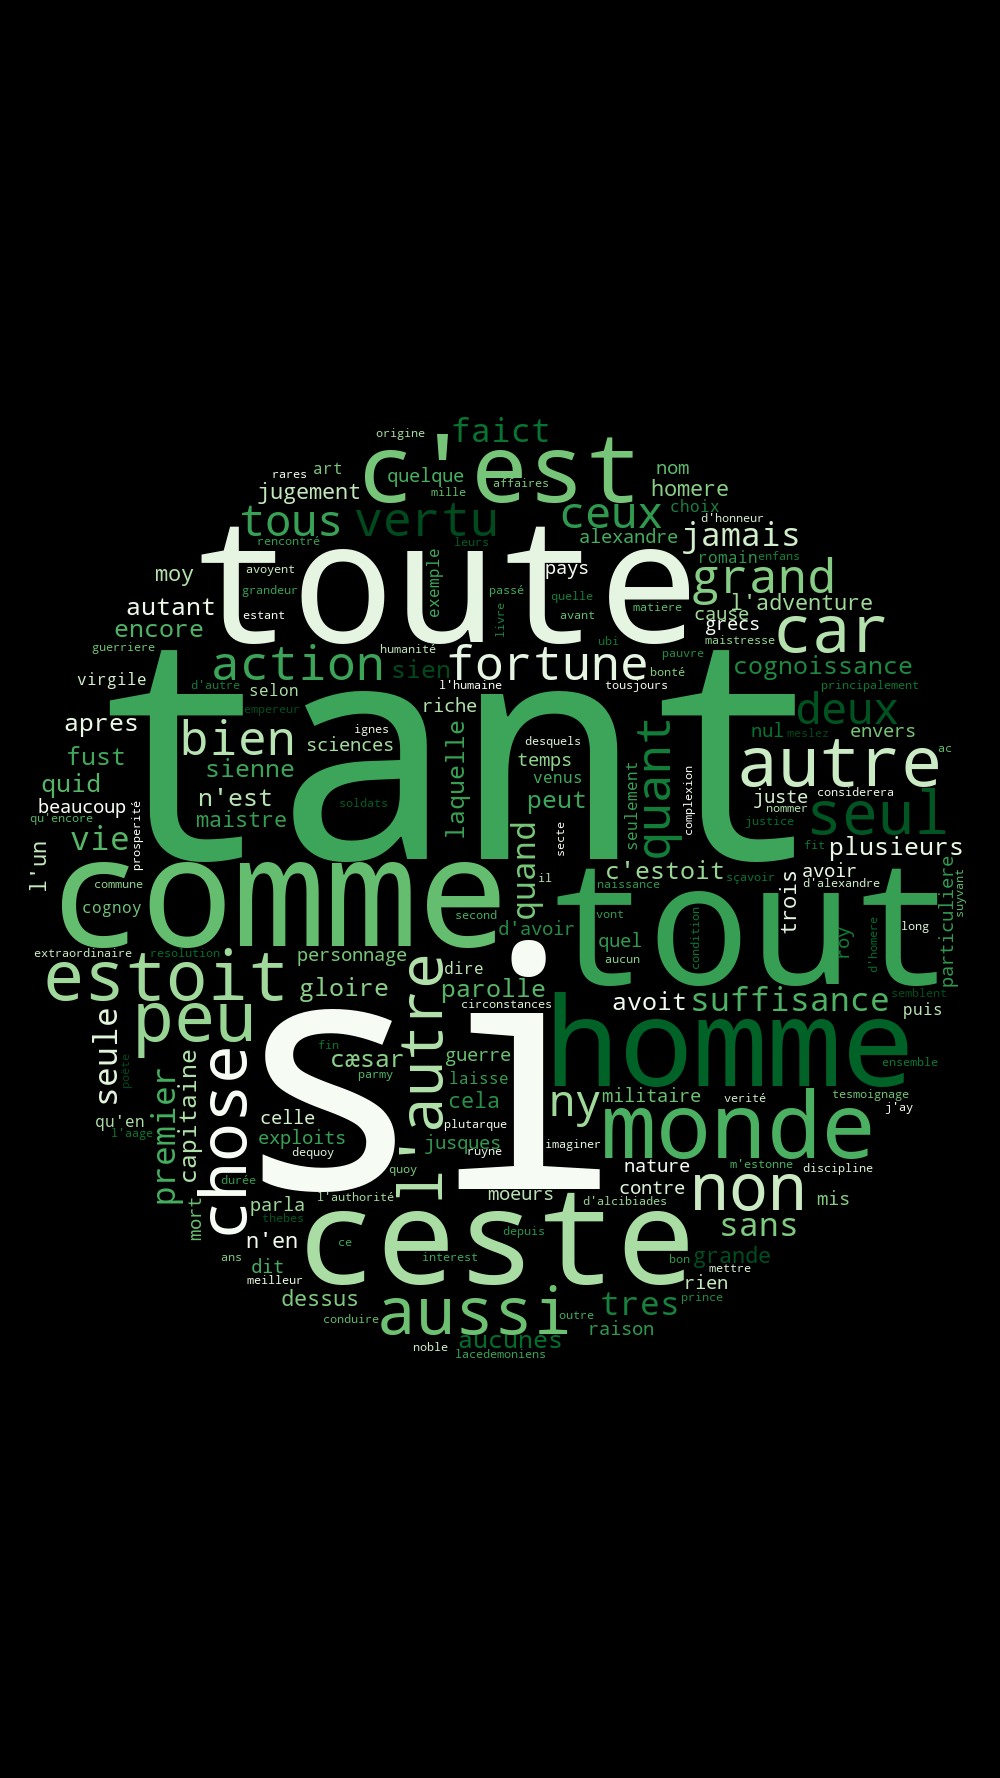 origine
faict
c'est
rares
art
quelque
affaires
nom
jugement
mille
homere
choix
tous
vertu
ceux
d'honneur
alexandre
jamais
rencontré
leurs
toute
romain
enfans
moy
avoyent
exemple
pays
grand
grandeur
passé
quelle
l'adventure
autant
estant
livre
avant
matiere
cause
grecs
car
encore
ubi
maistresse
guerriere
humanité
pauvre
action
sien
fortune
bonté
cognoissance
virgile
d'autre
selon
l'humaine
tousjours
principalement
tant
empereur
riche
deux
apres
ignes
laquelle
desquels
quant
nul
meslez
envers
bien
sciences
fust
sienne
temps
autre
ac
quid
venus
seulement
complexion
n'est
soldats
peut
juste
considerera
beaucoup
nommer
seul
qu'encore
prosperité
maistre
justice
vie
quand
secte
fit
plusieurs
l'un
comme
c'estoit
sçavoir
avoir
commune
il
naissance
tout
trois
d'alexandre
particuliere
suyvant
cognoy
second
vont
d'avoir
condition
roy
d'homere
long
extraordinaire
resolution
personnage
quel
aucun
estoit
l'autre
dire
si
gloire
parolle
homme
semblent
peu
circonstances
avoit
suffisance
puis
seule
fin
cæsar
guerre
poëte
capitaine
parmy
laisse
ensemble
premier
chose
cela
ny
militaire
verité
tesmoignage
qu'en
celle
monde
j'ay
l'aage
exploits
plutarque
dequoy
jusques
ruyne
imaginer
quoy
nature
m'estonne
discipline
durée
l'authorité
moeurs
contre
non
mort
parla
d'alcibiades
mis
thebes
ceste
sans
n'en
ce
depuis
ans
interest
bon
grande
dit
mettre
meilleur
rien
dessus
aussi
tres
prince
conduire
outre
raison
noble
aucunes
lacedemoniens